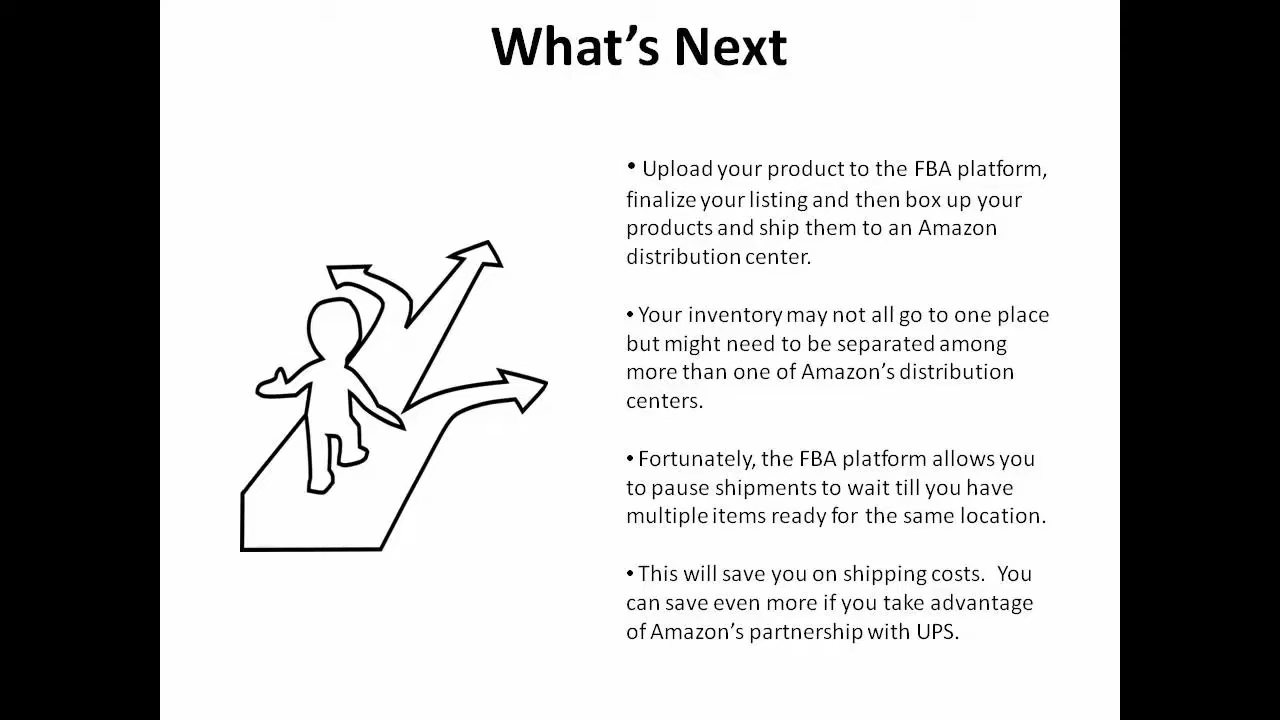 What’s Next
• Upload your product to the FBA platform,
finalize your listing and then box up your
products and ship them to an Amazon
distribution center.
• Your inventory may not all go to one place
but might need to be separated among
more than one of Amazon’s distribution
centers.
• Fortunately, the FBA platform allows you
to pause shipments to wait till you have
multiple items ready for the same location.
• This will save you on shipping costs.  You
can save even more if you take advantage
of Amazon’s partnership with UPS.